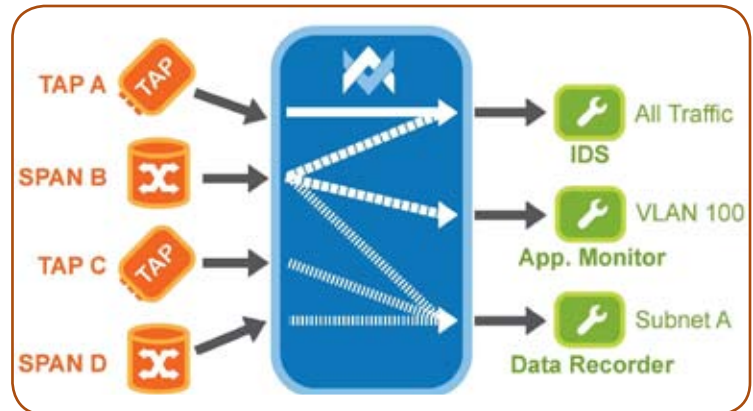 TAP A
TAP
SPAN B
TAP C
TAP
SPAN D
All Traffic
IDS
VLAN 100
App. Monitor
Subnet A
Data Recorder